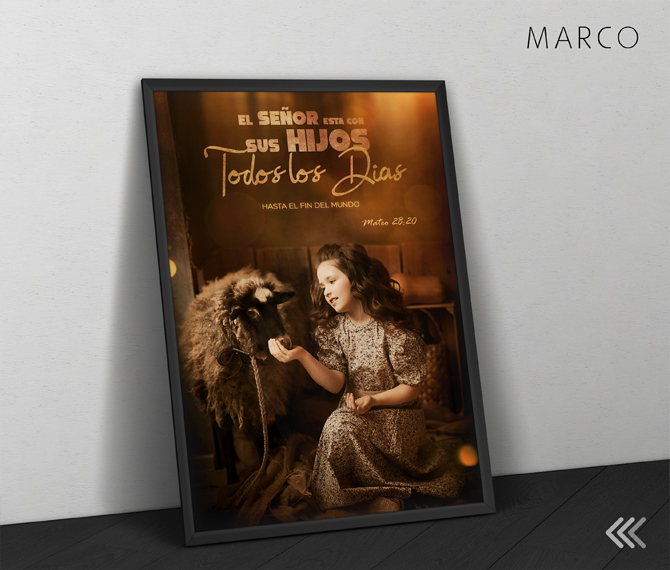 MARCO
EL SEÑOR ESTA CON
SUS HIJOS
Todos los Dias
HASTA EL FIN DEL MUNDO
Mateo 28:20